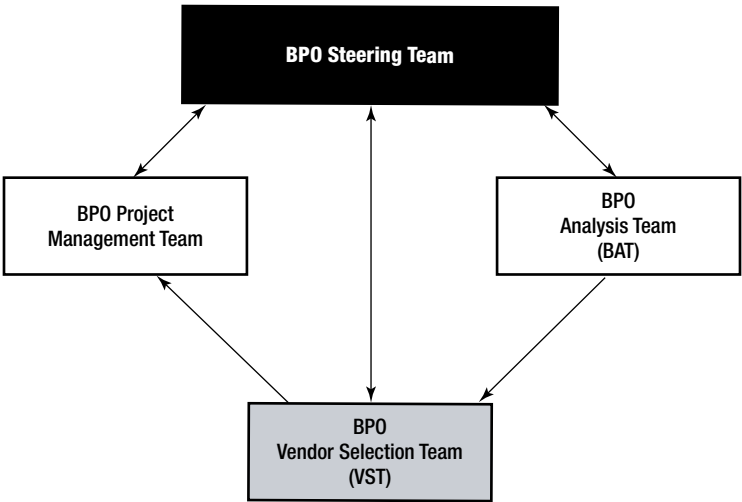 BPO Steering Team
BPO Project
Management Team
BPO
Analysis Team
(BAT)
BPO
Vendor Selection Team
(VST)